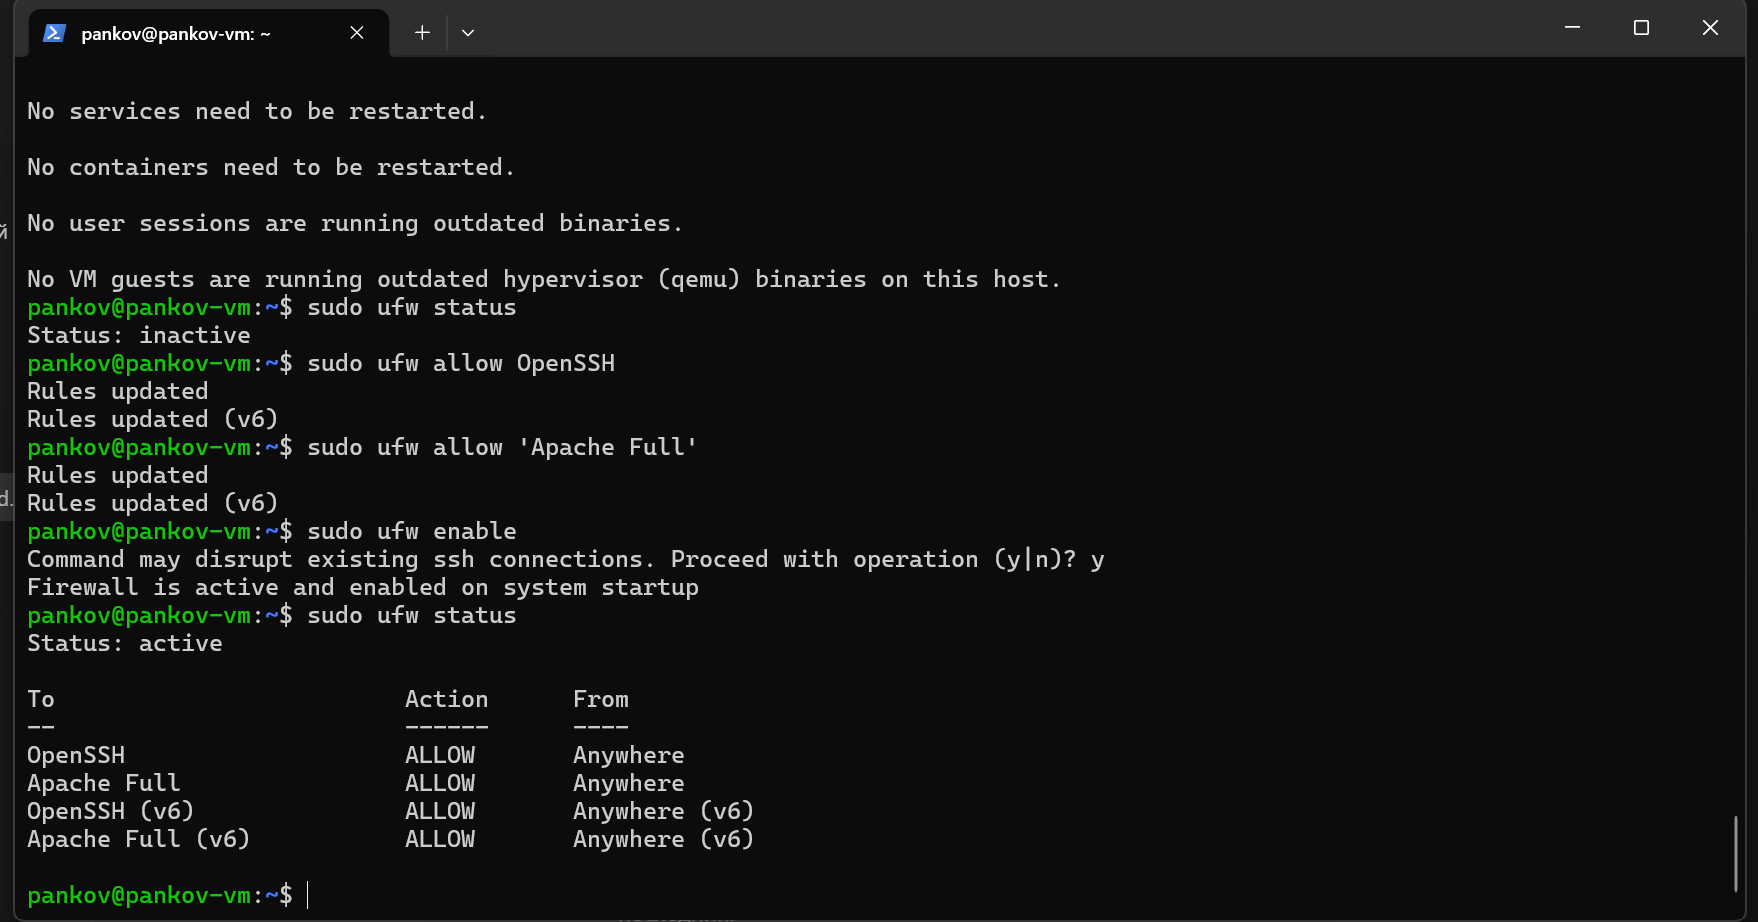 pankov@pankov-vm: ~
No services need to be restarted.
No containers need to be restarted.
No user sessions are running outdated binaries.
No VM guests are running outdated hypervisor (qemu) binaries on this host.
pankov@pankov-vm:~$ sudo ufw status
Status: inactive
pankov@pankov-vm:~$ sudo ufw allow OpenSSH
Rules updated
Rules updated (v6)
pankov@pankov-vm:~$ sudo ufw allow 'Apache Full'
Rules updated
Rules updated (v6)
pankov@pankov-vm:~$ sudo ufw enable
Command may disrupt existing ssh connections. Proceed with operation (y|n)? y
Firewall is active and enabled on system startup
pankov@pankov-vm:~$ sudo ufw status
Status: active
To                         Action      From
--                         ------      ----
OpenSSH                    ALLOW       Anywhere
Apache Full                ALLOW       Anywhere
OpenSSH (v6)               ALLOW       Anywhere (v6)
Apache Full (v6)           ALLOW       Anywhere (v6)
pankov@pankov-vm:~$